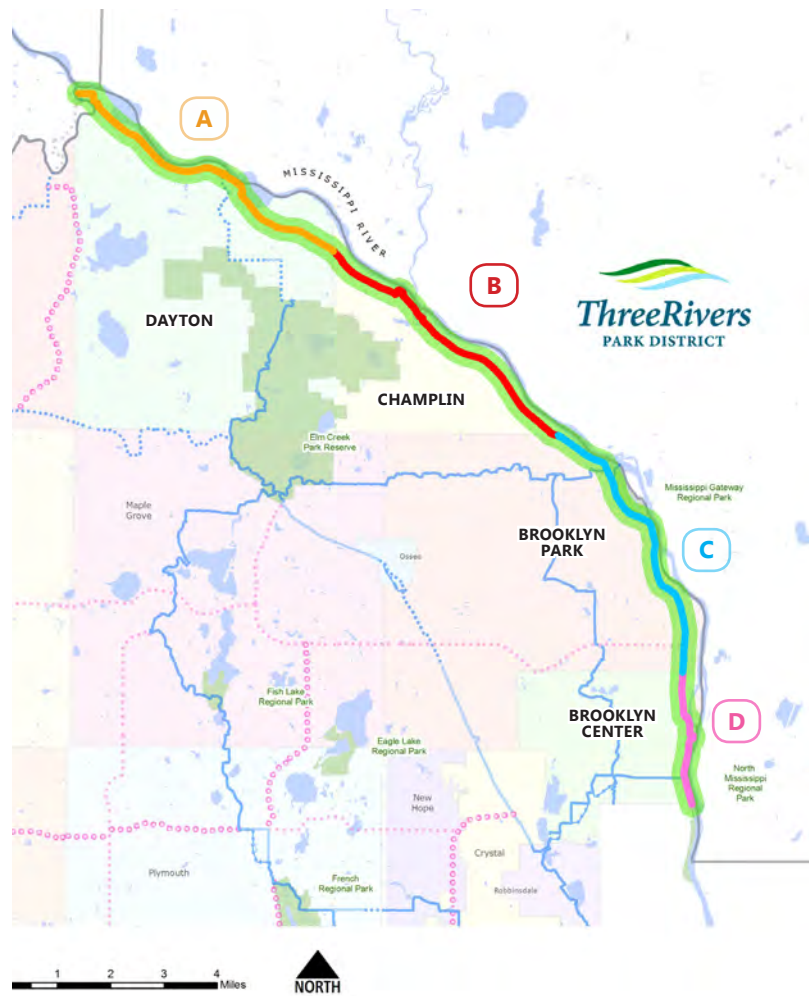 A
MISSISSIPPI RIVER
B
ThreeRivers
PARK DISTRICT
DAYTON
CHAMPLIN
Elm Creek
Park Reserve
Mississippi Gateway
Regional Park
Maple
Grove
BROOKLYN
PARK
C
Osseo
Fish Lake
Regional Park
BROOKLYN
CENTER
D
Eagle Lake
Regional Park
North
Mississippi
Regional
Park
New
Hope
Crystal
Plymouth
French
Regional Park
Robbinsdale
1 2 3 4
Miles
NORTH